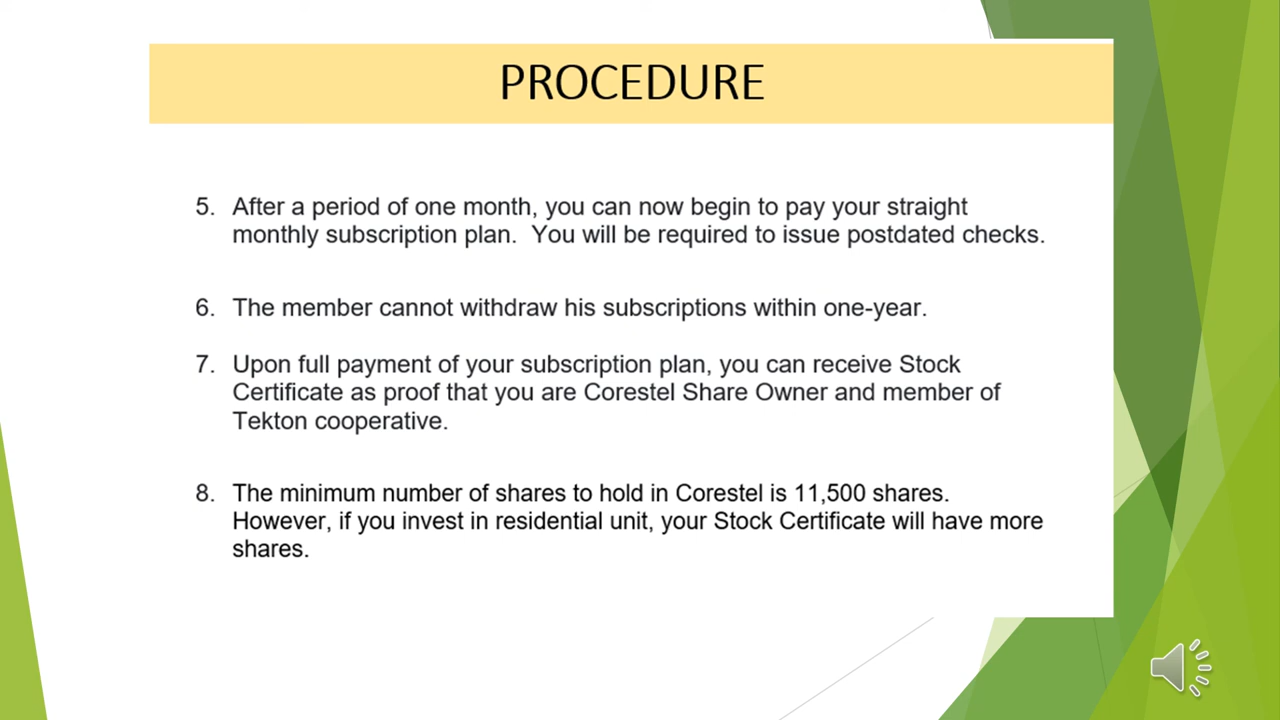 PROCEDURE
5. After a period of one month, you can now begin to pay your straight
monthly subscription plan.  You will be required to issue postdated checks.
6. The member cannot withdraw his subscriptions within one-year.
7. Upon full payment of your subscription plan, you can receive Stock
Certificate as proof that you are Corestel Share Owner and member of
Tekton cooperative.
8. The minimum number of shares to hold in Corestel is 11,500 shares.
However, if you invest in residential unit, your Stock Certificate will have more
shares.